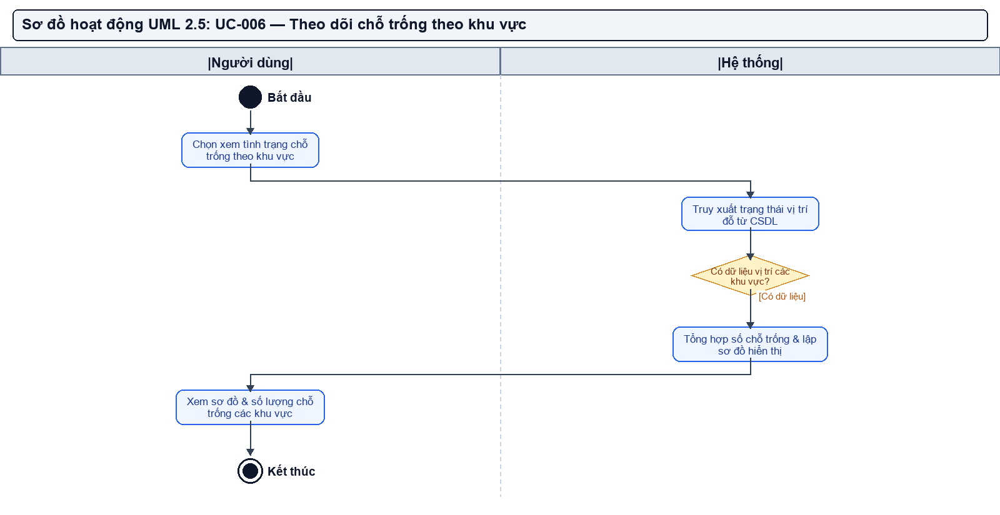 Sơ đồ hoạt động UML 2.5: UC-006 — Theo dõi chỗ trống theo khu vực
|Người dùng|
|Hệ thống|
Bắt đầu
Chọn xem tình trạng chỗ
trống theo khu vực
Truy xuất trạng thái vị trí
đỗ từ CSDL
Có dữ liệu vị trí các
khu vực?
[Có dữ liệu]
Tổng hợp số chỗ trống & lập
sơ đồ hiển thị
Xem sơ đồ & số lượng chỗ
trống các khu vực
Kết thúc